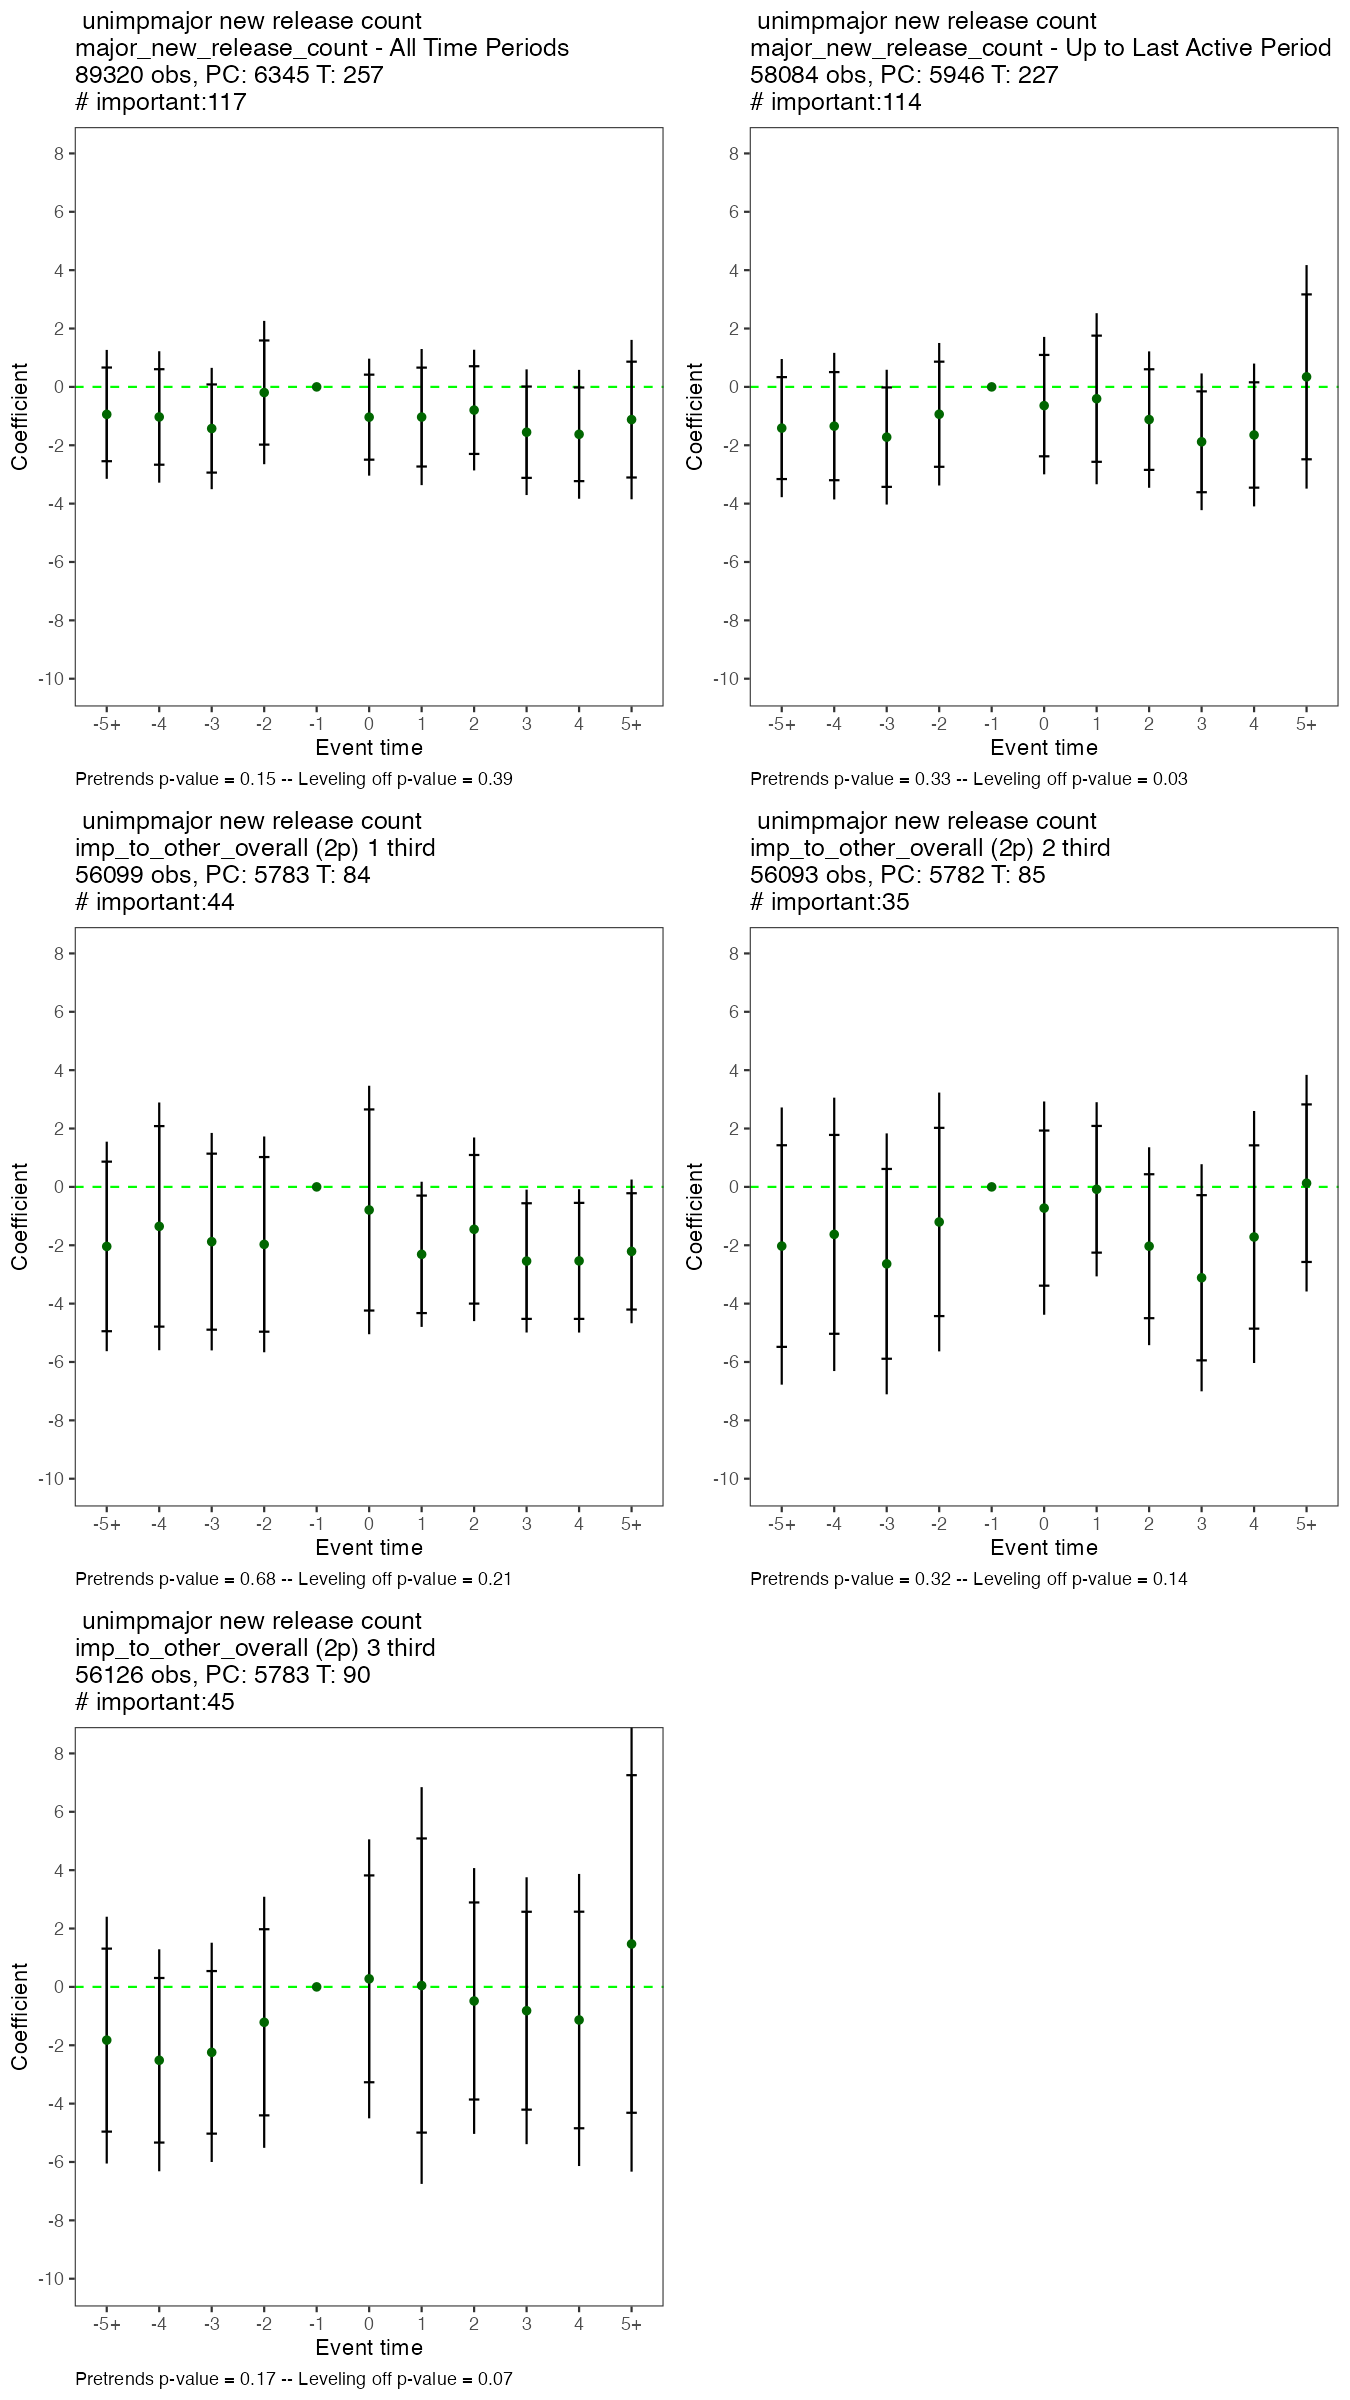 unimpmajor new release count
major_new_release_count - All Time Periods
89320 obs, PC: 6345 T: 257
# important:117
8
6
4
2
0
-2
-4
-6
-8
-10
Coefficient
-5+ -4 -3 -2 -1 0 1 2 3 4 5+
Event time
Pretrends p-value = 0.15 -- Leveling off p-value = 0.39
unimpmajor new release count
major_new_release_count - Up to Last Active Period
58084 obs, PC: 5946 T: 227
# important:114
8
6
4
2
0
-2
-4
-6
-8
-10
Coefficient
-5+ -4 -3 -2 -1 0 1 2 3 4 5+
Event time
Pretrends p-value = 0.33 -- Leveling off p-value = 0.03
unimpmajor new release count
imp_to_other_overall (2p) 1 third
56099 obs, PC: 5783 T: 84
# important:44
8
6
4
2
0
-2
-4
-6
-8
-10
Coefficient
-5+ -4 -3 -2 -1 0 1 2 3 4 5+
Event time
Pretrends p-value = 0.68 -- Leveling off p-value = 0.21
unimpmajor new release count
imp_to_other_overall (2p) 2 third
56093 obs, PC: 5782 T: 85
# important:35
8
6
4
2
0
-2
-4
-6
-8
-10
Coefficient
-5+ -4 -3 -2 -1 0 1 2 3 4 5+
Event time
Pretrends p-value = 0.32 -- Leveling off p-value = 0.14
unimpmajor new release count
imp_to_other_overall (2p) 3 third
56126 obs, PC: 5783 T: 90
# important:45
8
6
4
2
0
-2
-4
-6
-8
-10
Coefficient
-5+ -4 -3 -2 -1 0 1 2 3 4 5+
Event time
Pretrends p-value = 0.17 -- Leveling off p-value = 0.07